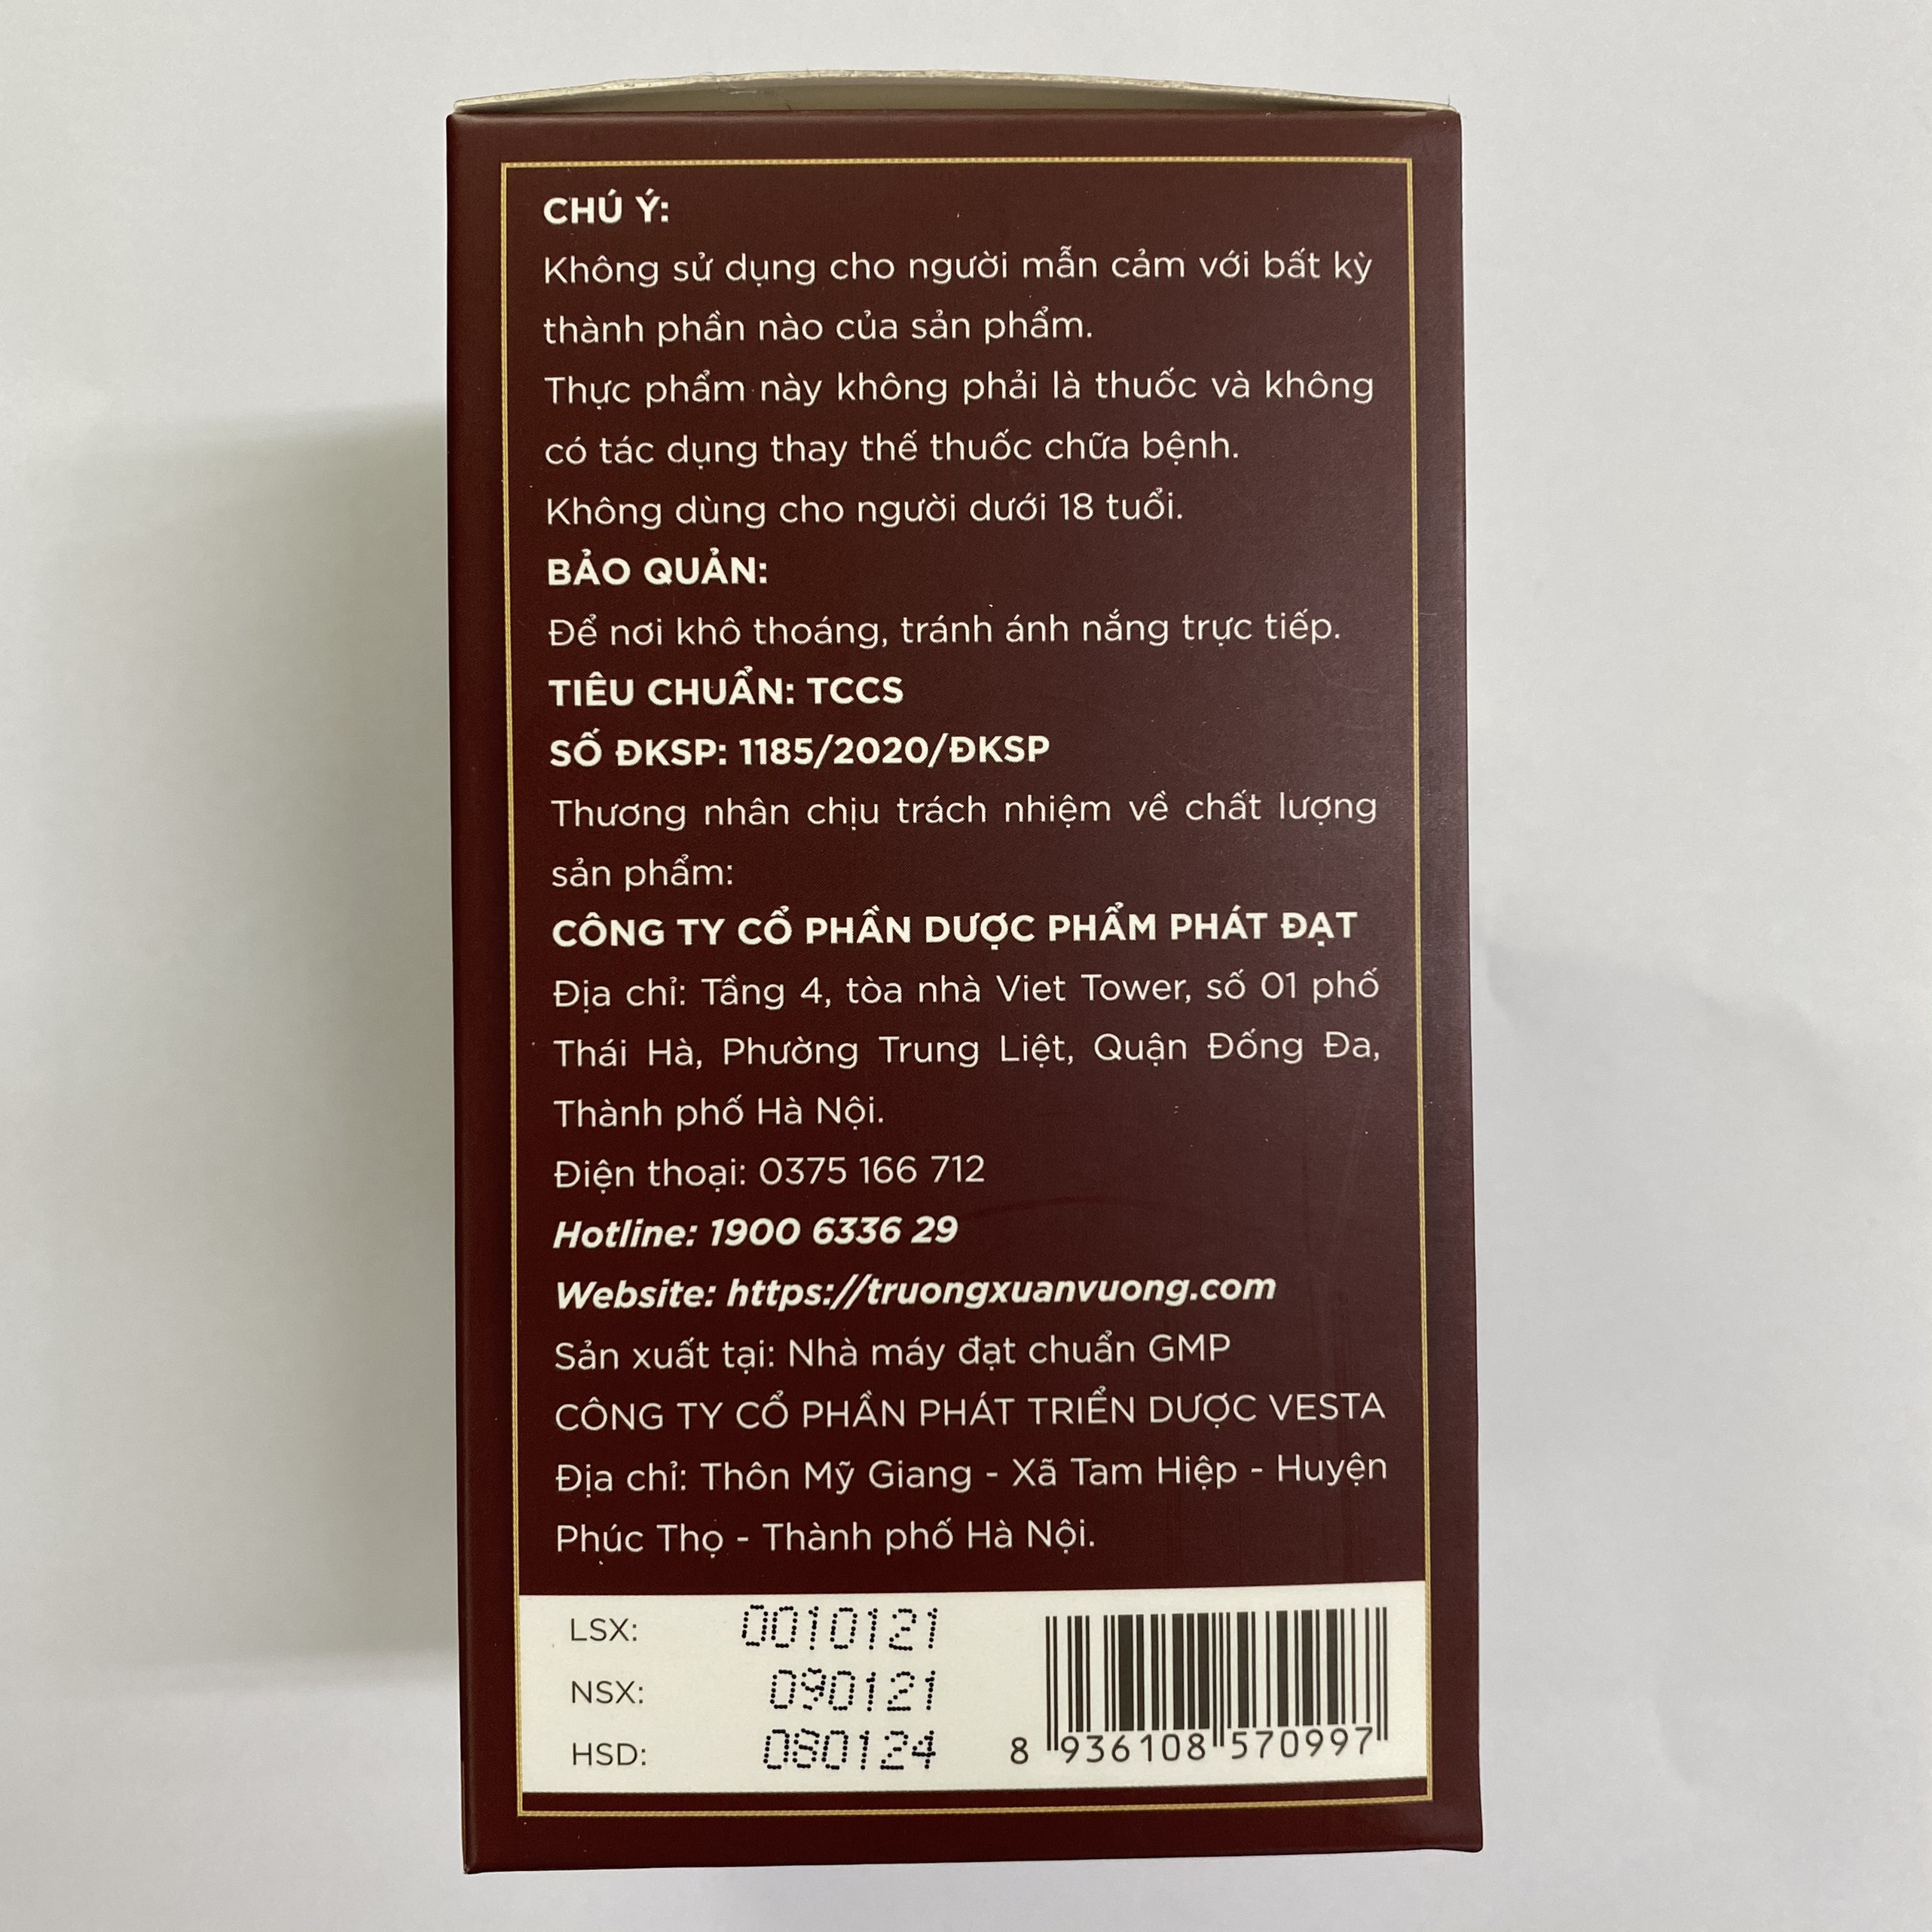 CHÚ Ý:
Không sử dụng cho người mẫn cảm với bất kỳ
thành phần nào của sản phẩm.
Thực phẩm này không phải là thuốc và không
có tác dụng thay thế thuốc chữa bệnh.
Không dùng cho người dưới 18 tuổi.
BẢO QUẢN:
Để nơi khô thoáng, tránh ánh nắng trực tiếp.
TIÊU CHUẨN: TCCS
SỐ ĐKSP: 1185/2020/ĐKSP
Thương nhân chịu trách nhiệm về chất lượng
sản phẩm:
CÔNG TY CỔ PHẦN DƯỢC PHẨM PHÁT ĐẠT
Địa chỉ: Tầng 4, tòa nhà Viet Tower, số 01 phố
Thái Hà, Phường Trung Liệt, Quận Đống Đa,
Thành phố Hà Nội.
Điện thoại: 0375 166 712
Hotline: 1900 6336 29
Website: https://truongxuanvuong.com
Sản xuất tại: Nhà máy đạt chuẩn GMP
CÔNG TY CỔ PHẦN PHÁT TRIỂN DƯỢC VESTA
Địa chỉ: Thôn Mỹ Giang - Xã Tam Hiệp - Huyện
Phúc Thọ - Thành phố Hà Nội.
LSX: 0010121
NSX: 090121
HSD: 080124
8 936108 570997